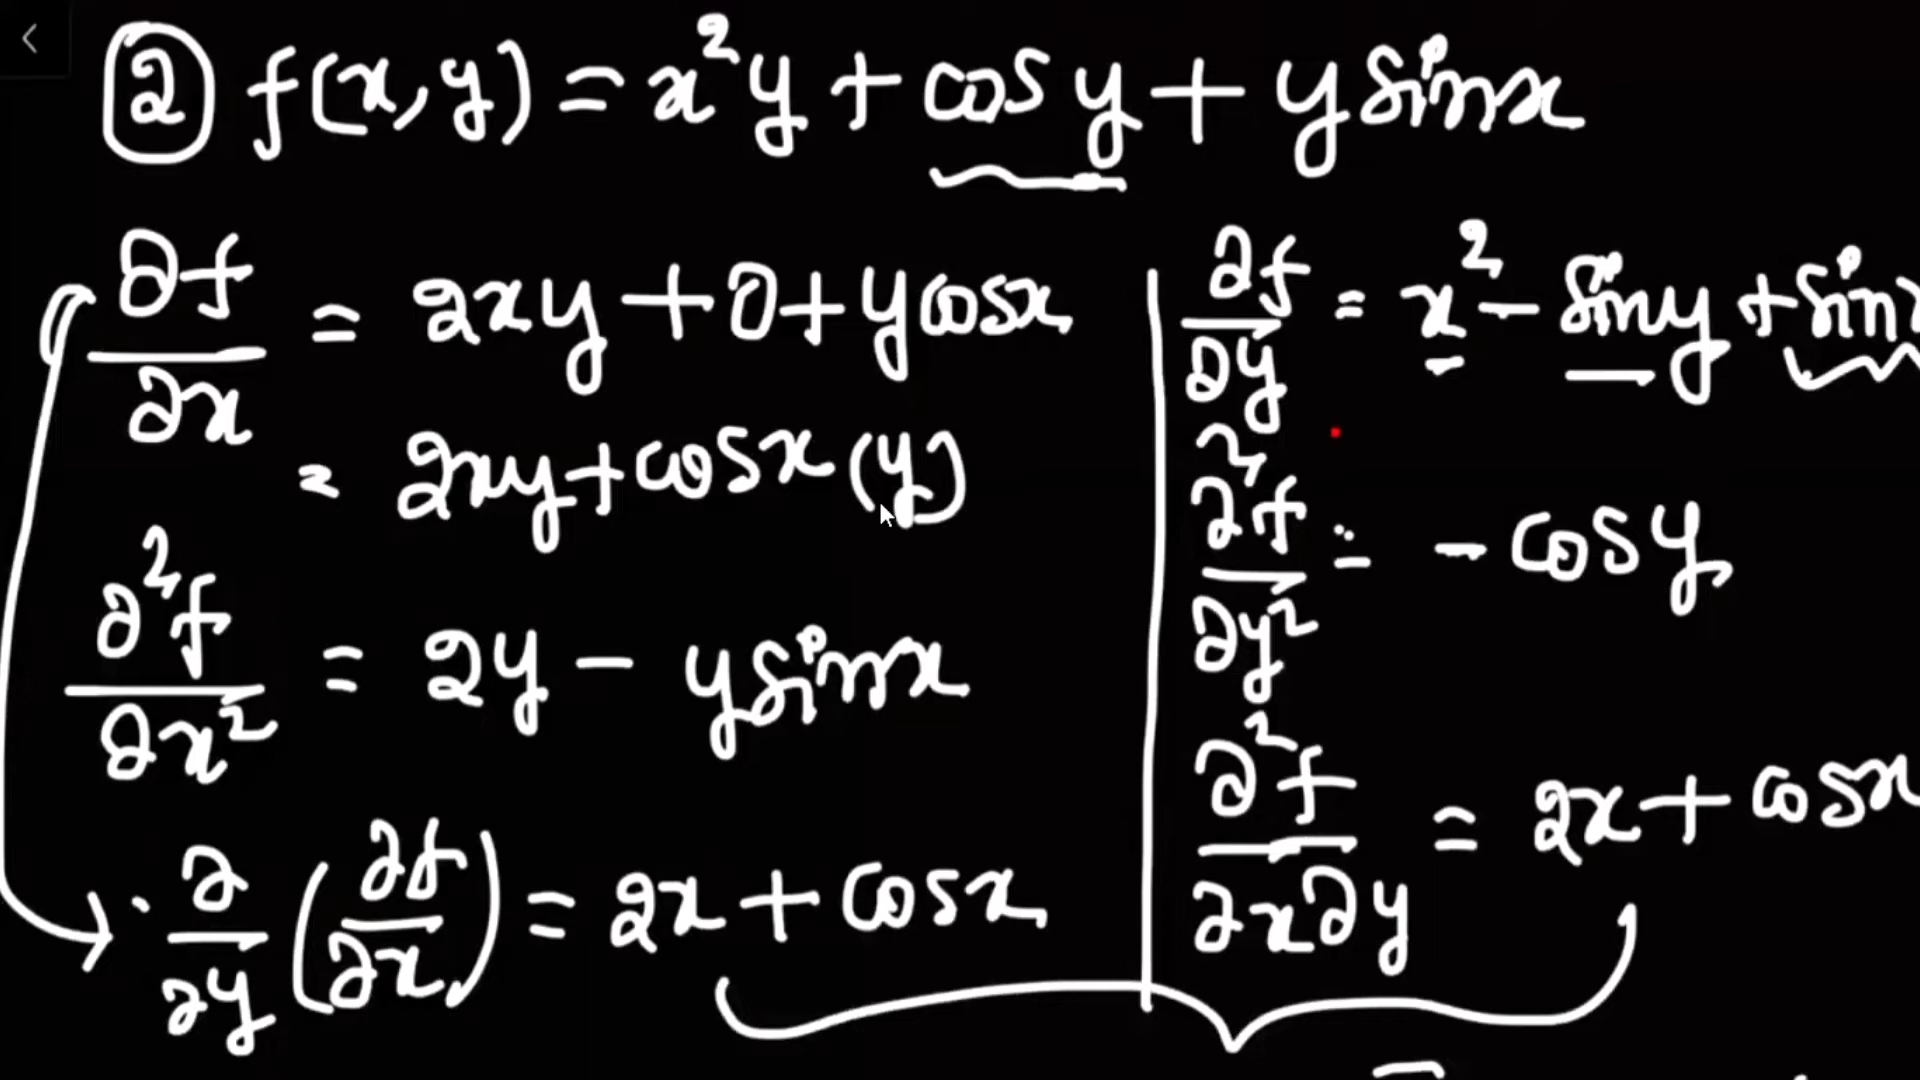 ② f(x,y) = x²y + cos y + y sinx
∂f/∂x = 2xy + 0 + y cosx
= 2xy + cosx (y)
∂²f/∂x² = 2y - y sinx
∂/∂y (∂f/∂x) = 2x + cosx
∂f/∂y = x² - siny + sinx
∂²f/∂y² = - cos y
∂²f/∂x∂y = 2x + cosx